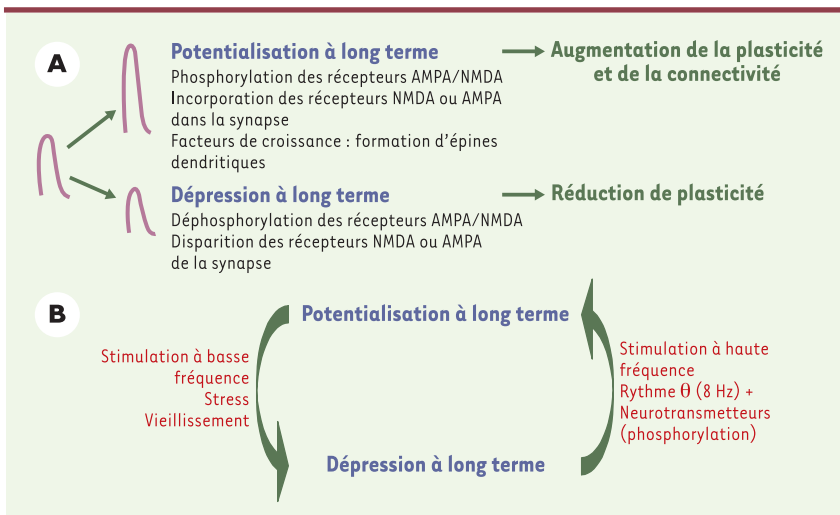 A
Potentialisation à long terme
Phosphorylation des récepteurs AMPA/NMDA
Incorporation des récepteurs NMDA ou AMPA
dans la synapse
Facteurs de croissance : formation d'épines
dendritiques
Augmentation de la plasticité
et de la connectivité
Dépression à long terme
Déphosphorylation des récepteurs AMPA/NMDA
Disparition des récepteurs NMDA ou AMPA
de la synapse
Réduction de plasticité
B
Potentialisation à long terme
Stimulation à basse
fréquence
Stress
Vieillissement
Stimulation à haute
fréquence
Rythme θ (8 Hz) +
Neurotransmetteurs
(phosphorylation)
Dépression à long terme